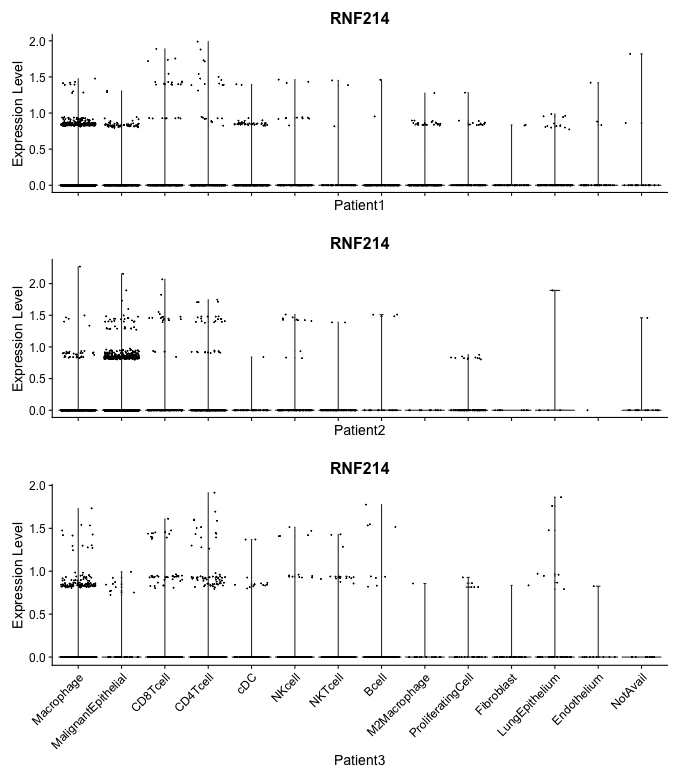 RNF214
Expression Level
2.0
1.5
1.0
0.5
0.0
Patient1
RNF214
Expression Level
2.0
1.5
1.0
0.5
0.0
Patient2
RNF214
Expression Level
2.0
1.5
1.0
0.5
0.0
Macrophage
MalignantEpithelial
CD8Tcell
CD4Tcell
cDC
NKcell
NKTcell
Bcell
M2Macrophage
ProliferatingCell
Fibroblast
LungEpithelium
Endothelium
NotAvail
Patient3